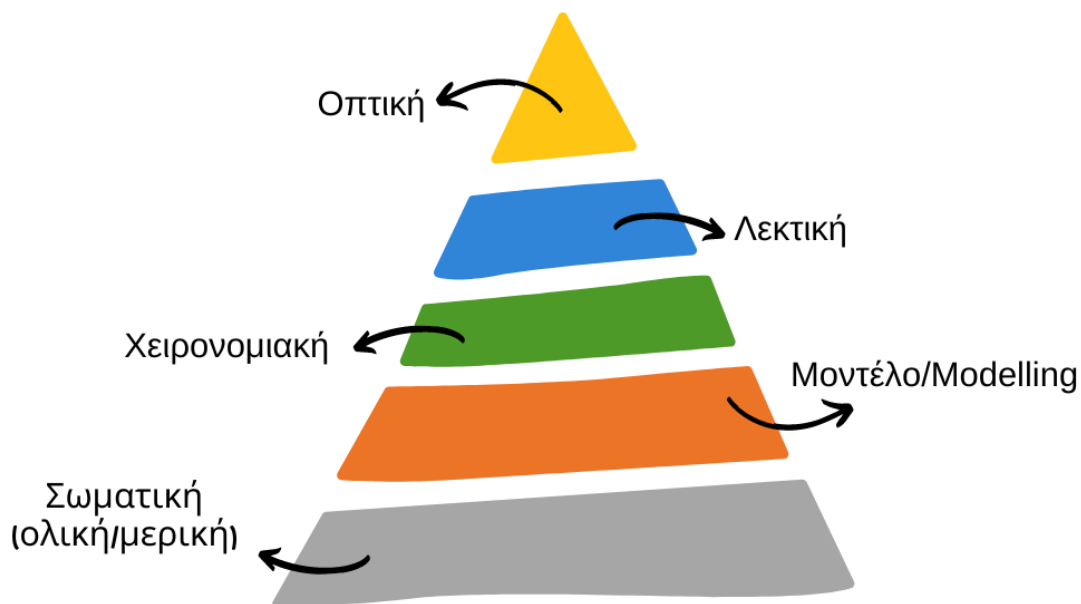 Οπτική
Λεκτική
Χειρονομιακή
Μοντέλο/Modelling
Σωματική
(ολική/μερική)